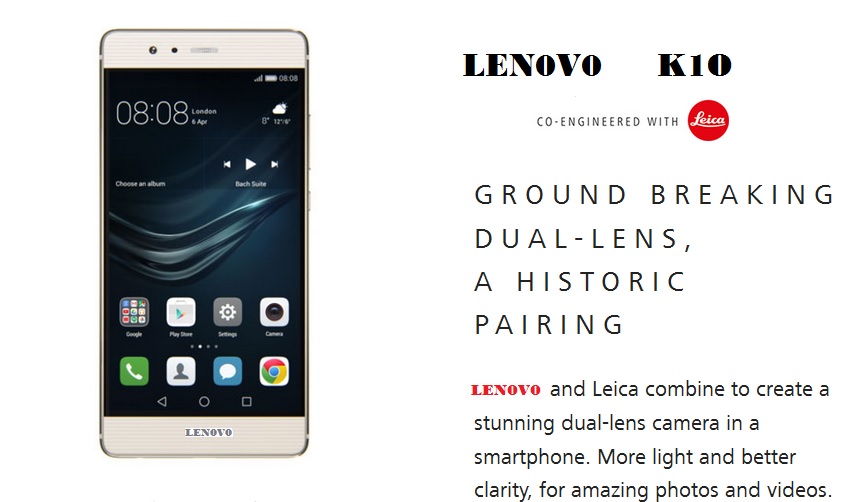 08:08
08:08
London
6 Apr
8° 12°/6°
Choose an album
Bach Suite
Google
Play Store
Settings
Camera
LENOVO
LENOVO K10
CO-ENGINEERED WITH Leica
GROUND BREAKING
DUAL-LENS,
A HISTORIC
PAIRING
LENOVO and Leica combine to create a
stunning dual-lens camera in a
smartphone. More light and better
clarity, for amazing photos and videos.